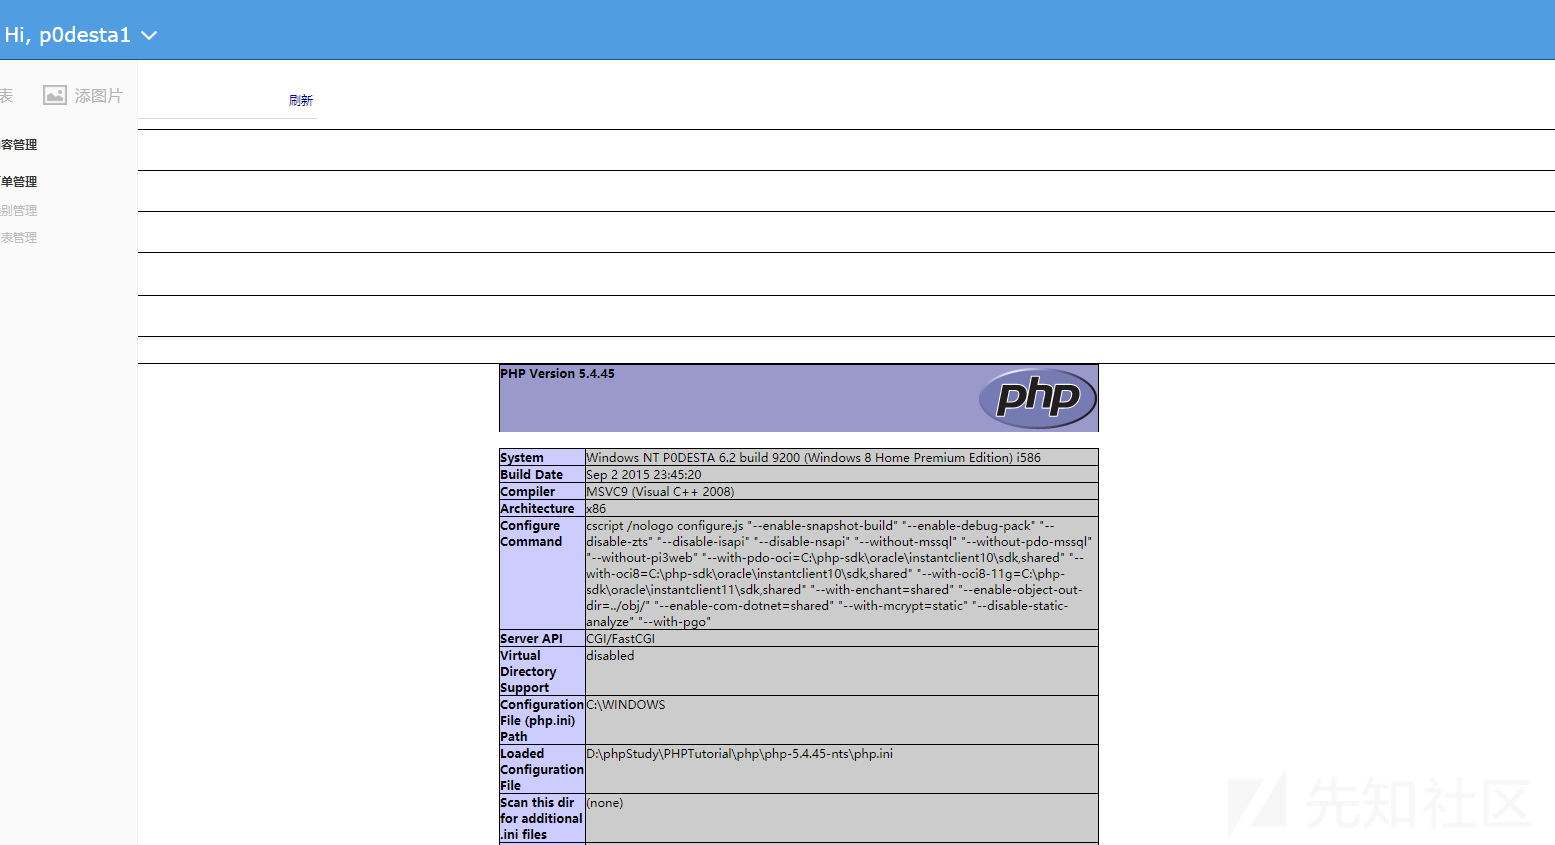 Hi, p0desta1
表 添图片
刷新
容管理
单管理
别管理
表管理
PHP Version 5.4.45
php
System Windows NT P0DESTA 6.2 build 9200 (Windows 8 Home Premium Edition) i586
Build Date Sep 2 2015 23:45:20
Compiler MSVC9 (Visual C++ 2008)
Architecture x86
Configure cscript /nologo configure.js "--enable-snapshot-build" "--enable-debug-pack" "--
Command disable-zts" "--disable-isapi" "--disable-nsapi" "--without-mssql" "--without-pdo-mssql"
"--without-pi3web" "--with-pdo-oci=C:\php-sdk\oracle\instantclient10\sdk,shared" "--
with-oci8=C:\php-sdk\oracle\instantclient10\sdk,shared" "--with-oci8-11g=C:\php-
sdk\oracle\instantclient11\sdk,shared" "--with-enchant=shared" "--enable-object-out-
dir=../obj/" "--enable-com-dotnet=shared" "--with-mcrypt=static" "--disable-static-
analyze" "--with-pgo"
Server API CGI/FastCGI
Virtual disabled
Directory
Support
Configuration C:\WINDOWS
File (php.ini)
Path
Loaded D:\phpStudy\PHPTutorial\php\php-5.4.45-nts\php.ini
Configuration
File
Scan this dir (none)
for additional
.ini files
先知社区